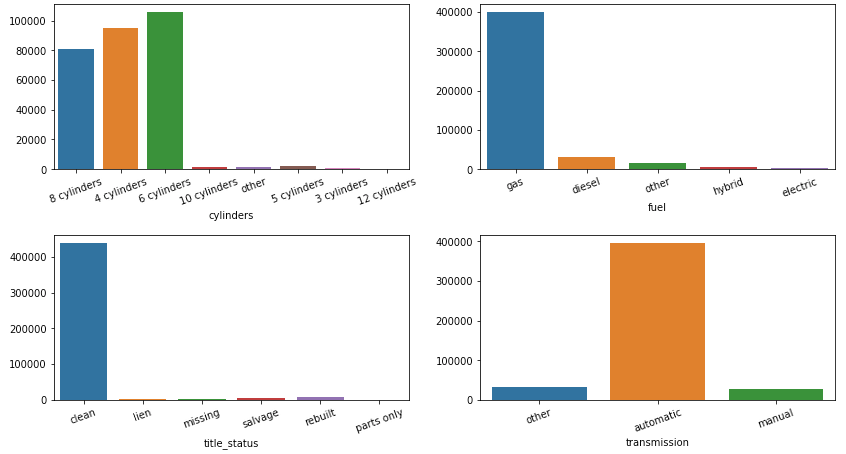 100000
80000
60000
40000
20000
0
8 cylinders
4 cylinders
6 cylinders
10 cylinders
other
5 cylinders
3 cylinders
12 cylinders
cylinders
400000
300000
200000
100000
0
gas
diesel
other
hybrid
electric
fuel
400000
300000
200000
100000
0
clean
lien
missing
salvage
rebuilt
parts only
title_status
400000
300000
200000
100000
0
other
automatic
manual
transmission